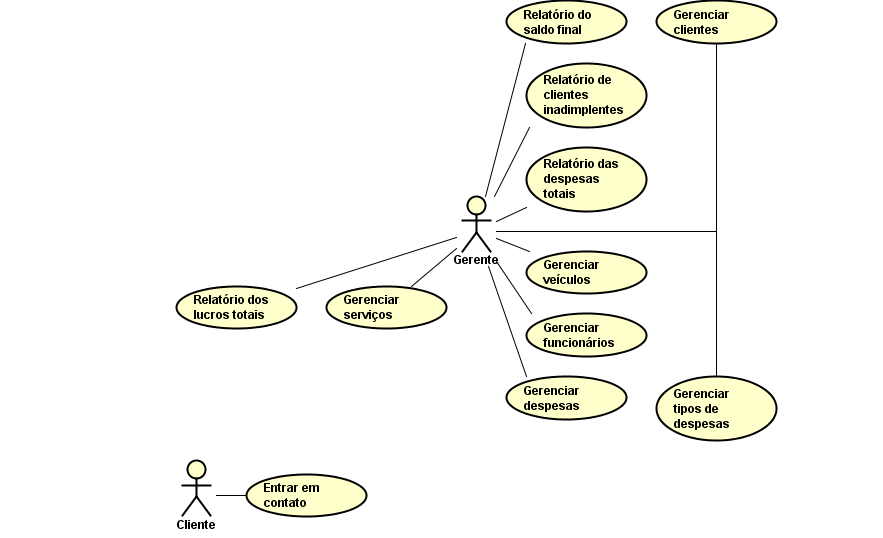 Relatório do
saldo final
Gerenciar
clientes
Relatório de
clientes
inadimplentes
Relatório das
despesas
totais
Gerente
Gerenciar
veículos
Relatório dos
lucros totais
Gerenciar
serviços
Gerenciar
funcionários
Gerenciar
despesas
Gerenciar
tipos de
despesas
Cliente
Entrar em
contato